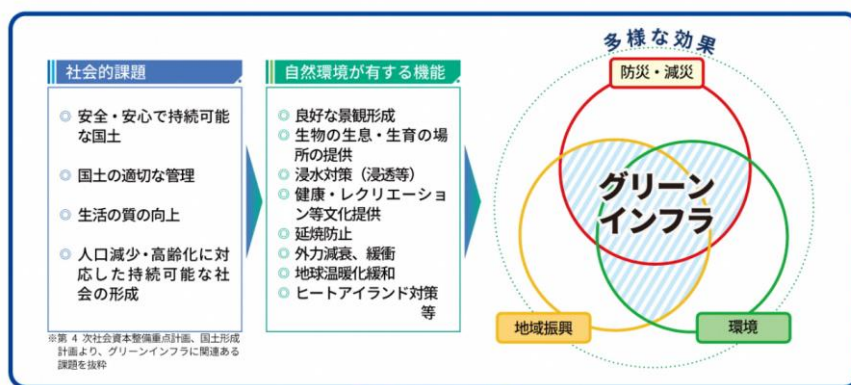 社会的課題
◎ 安全・安心で持続可能
な国土
◎ 国土の適切な管理
◎ 生活の質の向上
◎ 人口減少・高齢化に対
応した持続可能な社
会の形成
※第 4 次社会資本整備重点計画、国土形成
計画より、グリーンインフラに関連ある
課題を抜粋
自然環境が有する機能
◎ 良好な景観形成
◎ 生物の生息・生育の場
所の提供
◎ 浸水対策（浸透等）
◎ 健康・レクリエーショ
ン等文化提供
◎ 延焼防止
◎ 外力減衰、緩衝
◎ 地球温暖化緩和
◎ ヒートアイランド対策
等
多様な効果
防災・減災
グリーン
インフラ
地域振興
環境